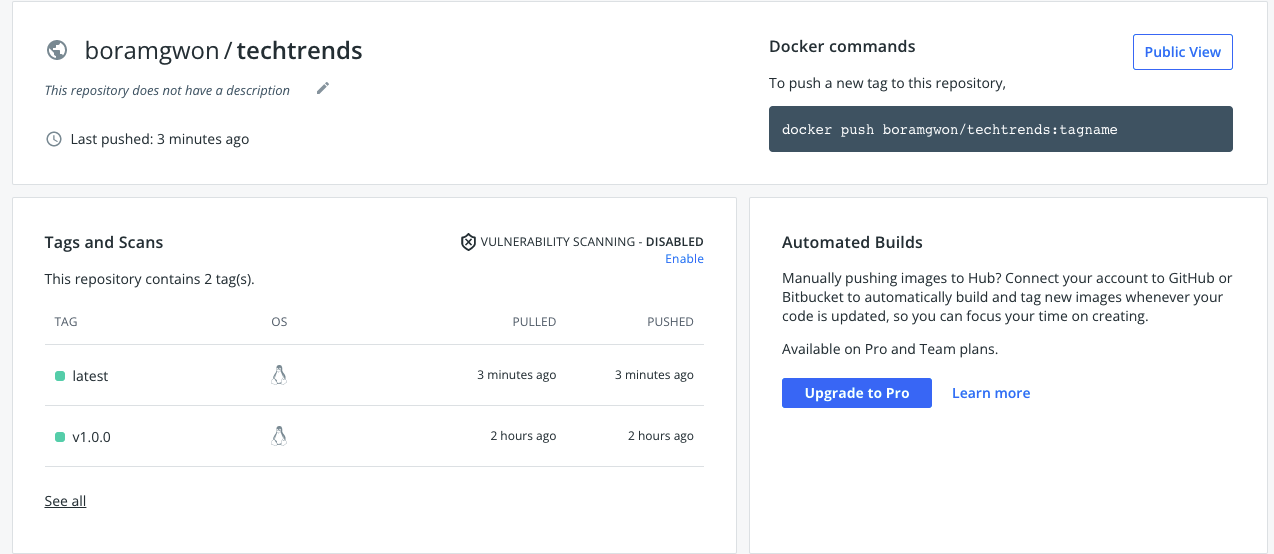 boramgwon / techtrends
This repository does not have a description
Last pushed: 3 minutes ago
Docker commands
Public View
To push a new tag to this repository,
docker push boramgwon/techtrends:tagname
Tags and Scans
VULNERABILITY SCANNING - DISABLED
Enable
This repository contains 2 tag(s).
TAG OS PULLED PUSHED
latest 3 minutes ago 3 minutes ago
v1.0.0 2 hours ago 2 hours ago
See all
Automated Builds
Manually pushing images to Hub? Connect your account to GitHub or
Bitbucket to automatically build and tag new images whenever your
code is updated, so you can focus your time on creating.
Available on Pro and Team plans.
Upgrade to Pro Learn more